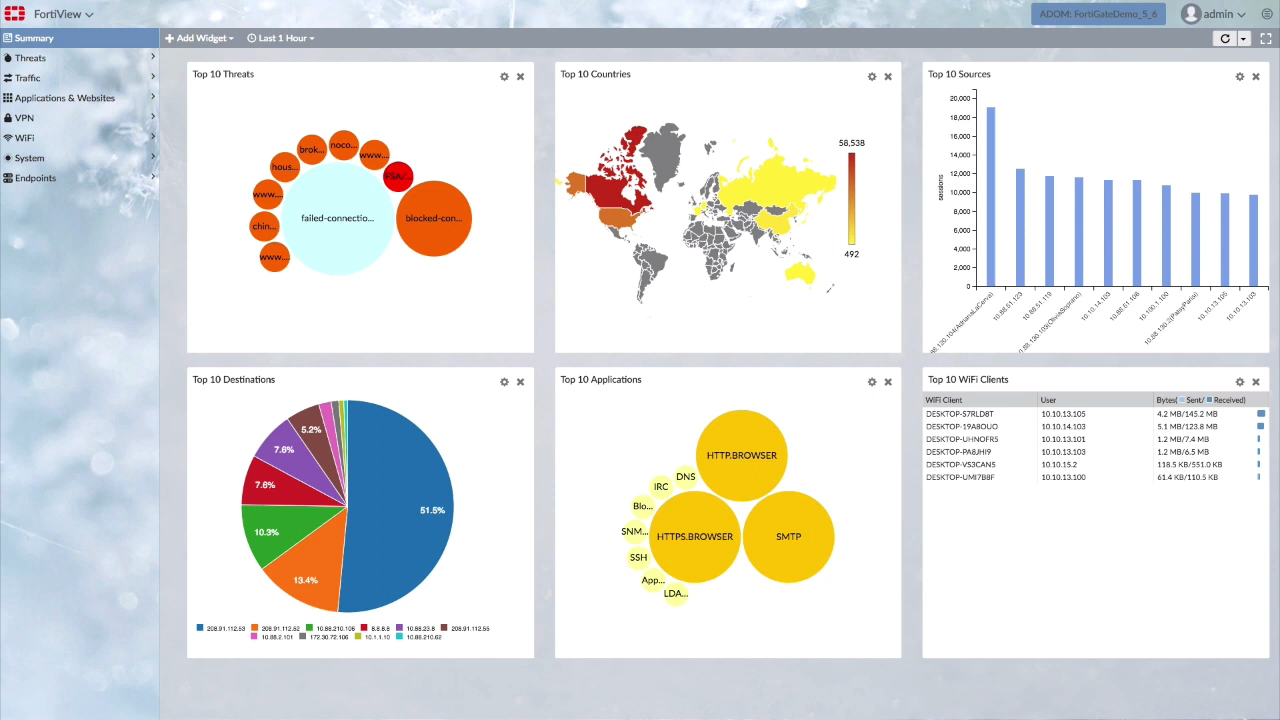 FortiView
ADOM: FortiGateDemo_5_6
admin
Summary
Add Widget
Last 1 Hour
Threats
Traffic
Applications & Websites
VPN
WiFi
System
Endpoints
Top 10 Threats
noco...
brok...
www....
hous...
www....
failed-connectio...
blocked-con...
chin...
www....
Top 10 Countries
58,538
492
Top 10 Sources
20,000
18,000
16,000
14,000
12,000
10,000
8,000
6,000
4,000
2,000
0
sessions
10.88.51.123
10.88.51.119
10.14.103
10.88.51.106
10.100.1.100
10.10.13.105
10.10.13.103
Top 10 Destinations
5.2%
7.8%
7.6%
10.3%
13.4%
51.5%
208.91.112.53 208.91.112.52 10.88.210.106 8.8.8.8 10.88.23.8 208.91.112.55
10.88.2.101 172.30.72.106 10.1.1.10 10.88.210.62
Top 10 Applications
HTTP.BROWSER
DNS
IRC
Blo...
SNM...
HTTPS.BROWSER
SMTP
SSH
App...
LDA...
Top 10 WiFi Clients
WiFi Client User Bytes( Sent/ Received)
DESKTOP-S7RLD8T 10.10.13.105 4.2 MB/145.2 MB
DESKTOP-19A8OUO 10.10.14.103 5.1 MB/123.8 MB
DESKTOP-UHNOFR5 10.10.13.101 1.2 MB/7.4 MB
DESKTOP-PA8JHI9 10.10.13.103 1.2 MB/6.5 MB
DESKTOP-VS3CAN5 10.10.15.2 118.5 KB/551.0 KB
DESKTOP-UMI7B8F 10.10.13.100 61.4 KB/110.5 KB